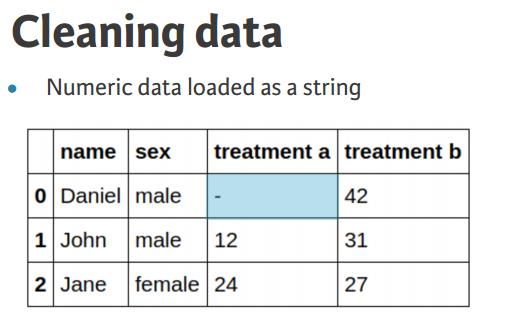 Cleaning data
• Numeric data loaded as a string
name sex treatment a treatment b
0 Daniel male - 42
1 John male 12 31
2 Jane female 24 27